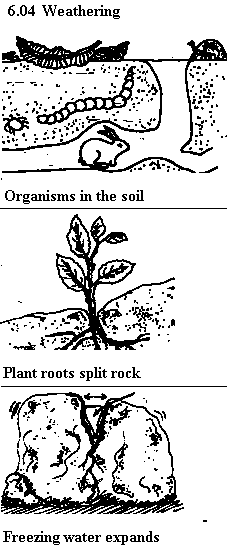 6.04 Weathering
Organisms in the soil
Plant roots split rock
Freezing water expands